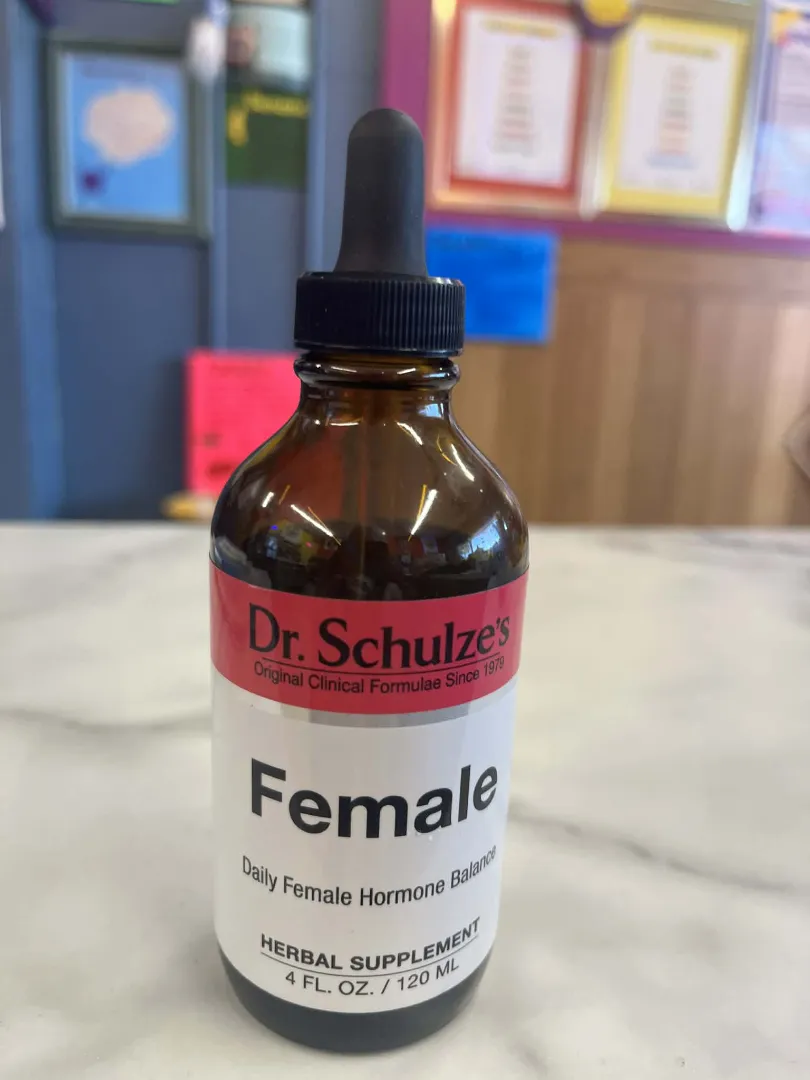 Dr. Schulze's
Original Clinical Formulae Since 1979
Female
Daily Female Hormone Balance
HERBAL SUPPLEMENT
4 FL. OZ. / 120 ML